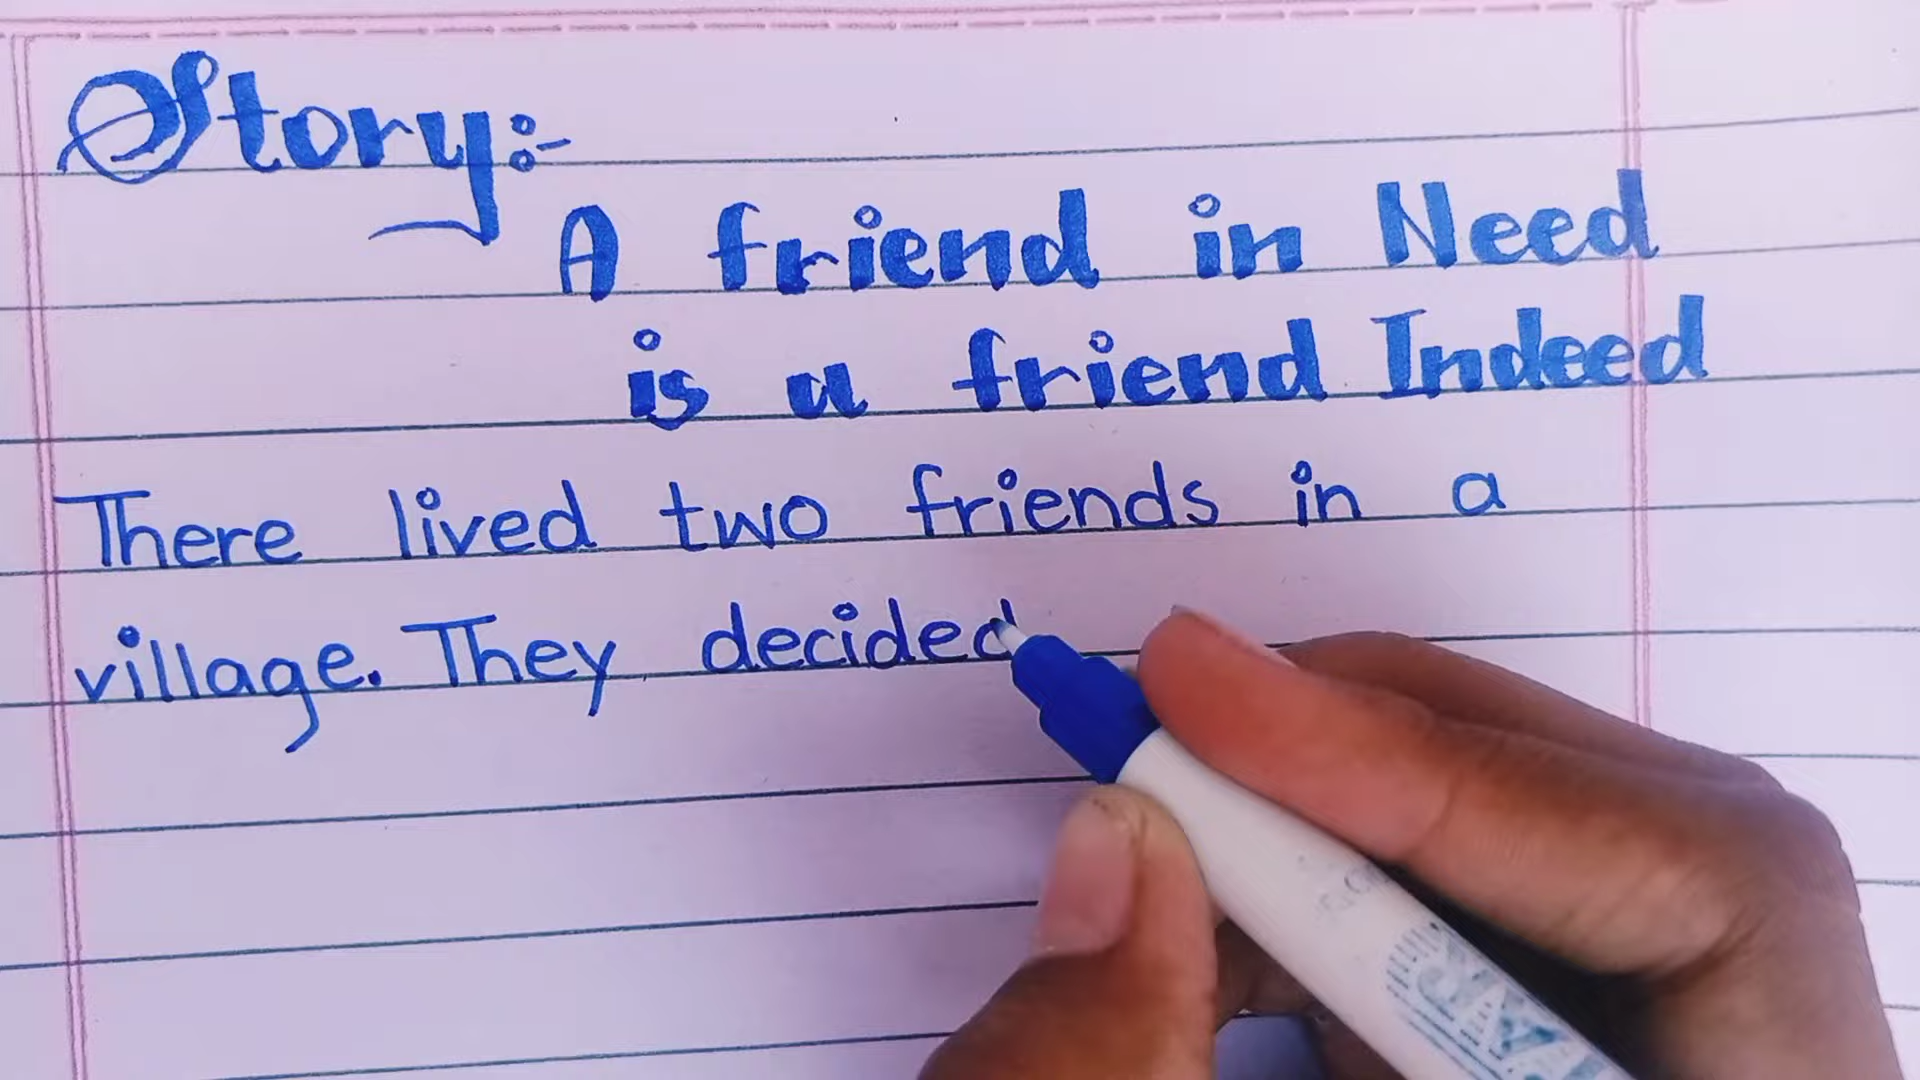 Story:-
A friend in Need
is a friend Indeed
There lived two friends in a
village. They decided